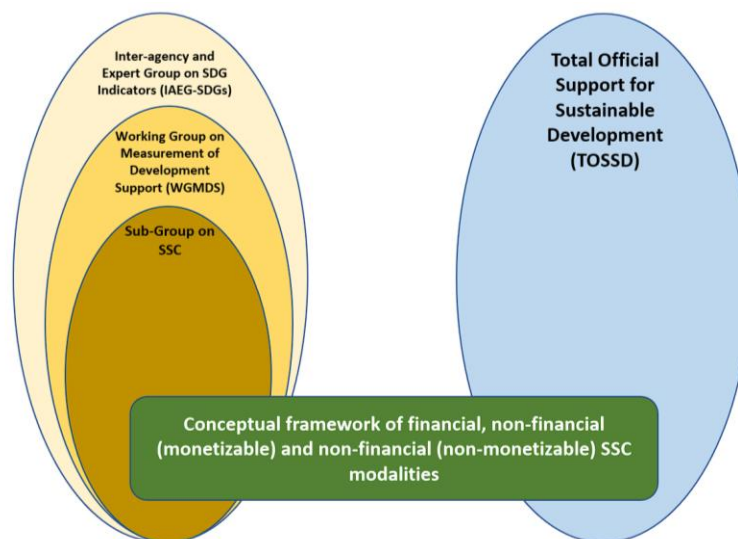 Inter-agency and
Expert Group on SDG
Indicators (IAEG-SDGs)
Working Group on
Measurement of
Development
Support (WGMDS)
Sub-Group on
SSC
Total Official
Support for
Sustainable
Development
(TOSSD)
Conceptual framework of financial, non-financial
(monetizable) and non-financial (non-monetizable) SSC
modalities